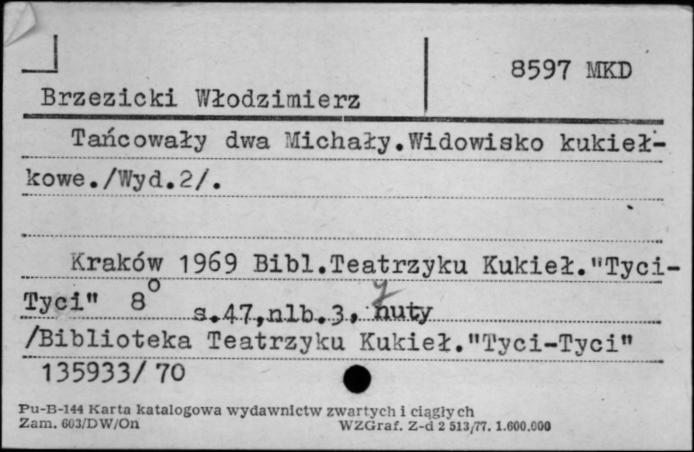 8597 MKD
Brzezicki Włodzimierz
Tańcowały dwa Michały.Widowisko kukieł-
kowe./Wyd.2/.
Kraków 1969 Bibl.Teatrzyku Kukieł."Tyci-
Tyci" 8° s.47,nlb.3, nuty
/Biblioteka Teatrzyku Kukieł."Tyci-Tyci"
135933/70
Pu-B-144 Karta katalogowa wydawnictw zwartych i ciągłych
Zam. 603/DW/On WZGraf. Z-d 2 513/77. 1.600.000